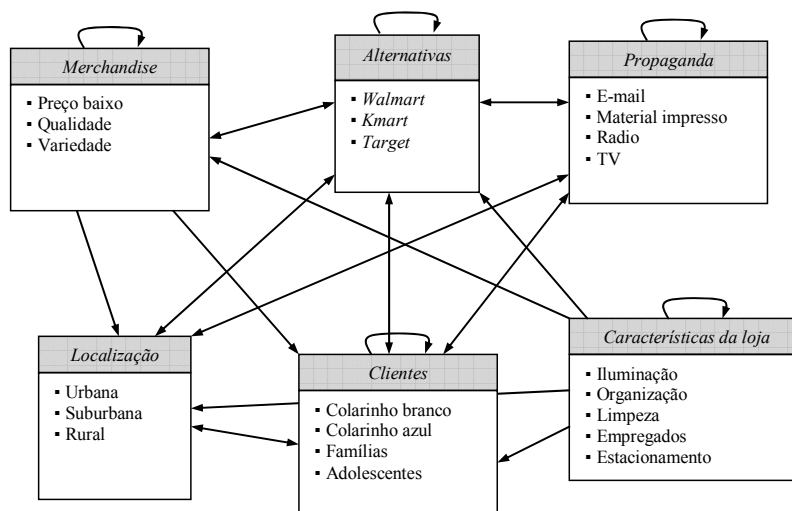 Merchandise
▪ Preço baixo
▪ Qualidade
▪ Variedade
Alternativas
▪ Walmart
▪ Kmart
▪ Target
Propaganda
▪ E-mail
▪ Material impresso
▪ Radio
▪ TV
Localização
▪ Urbana
▪ Suburbana
▪ Rural
Clientes
▪ Colarinho branco
▪ Colarinho azul
▪ Famílias
▪ Adolescentes
Características da loja
▪ Iluminação
▪ Organização
▪ Limpeza
▪ Empregados
▪ Estacionamento